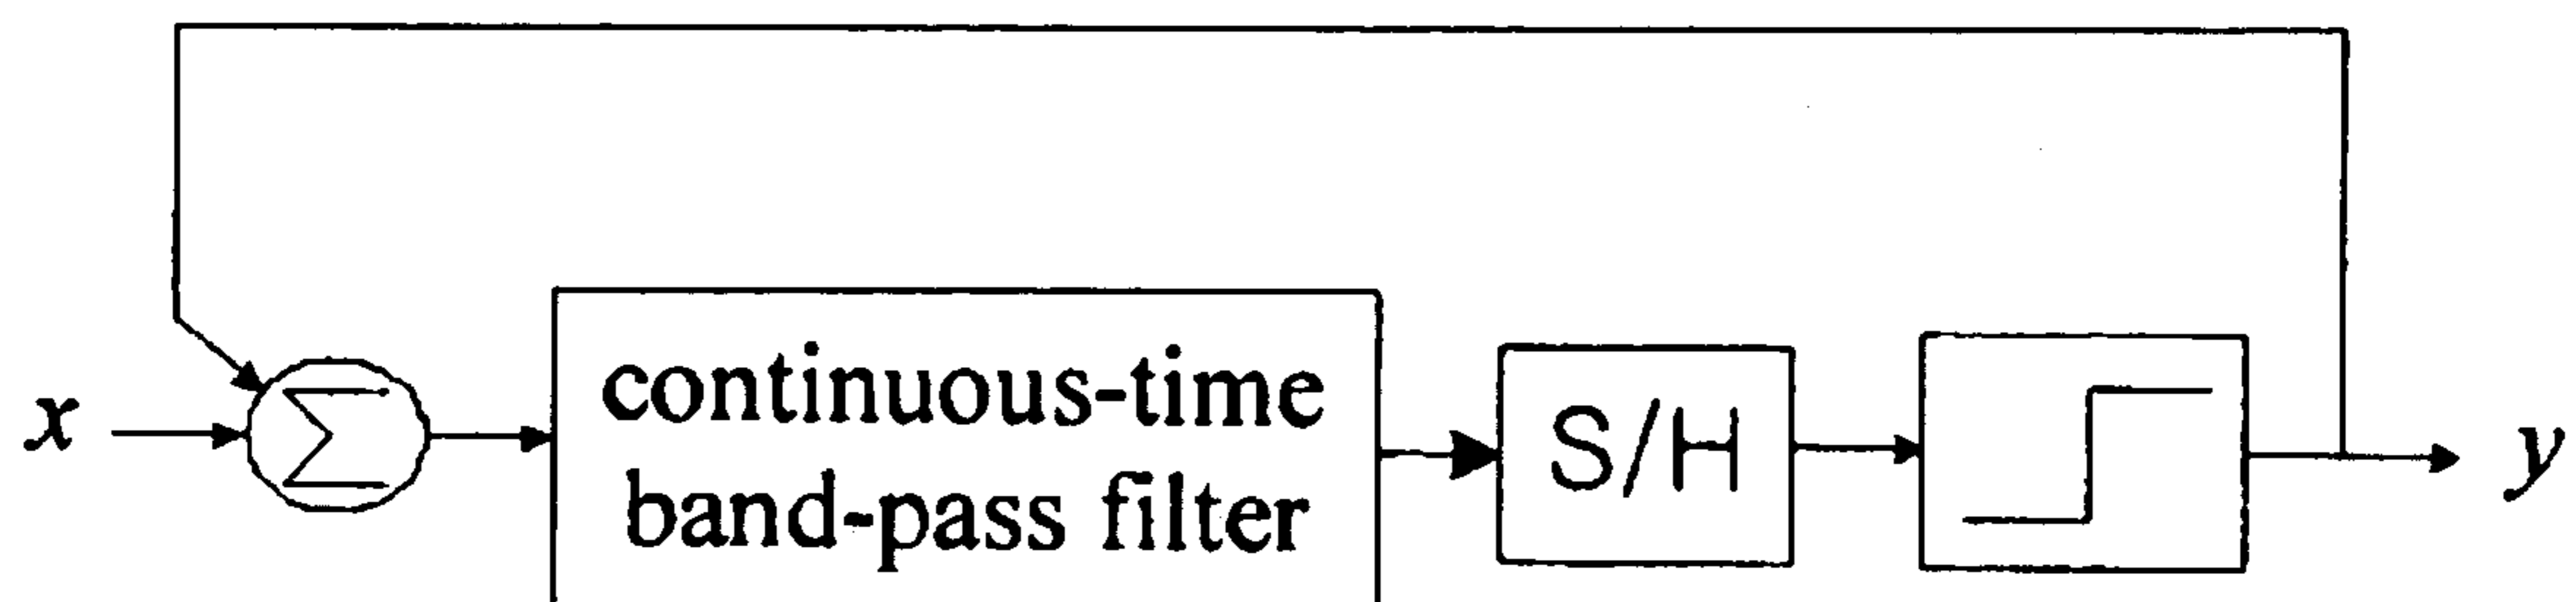 x
Σ
continuous-time
band-pass filter
S/H
y